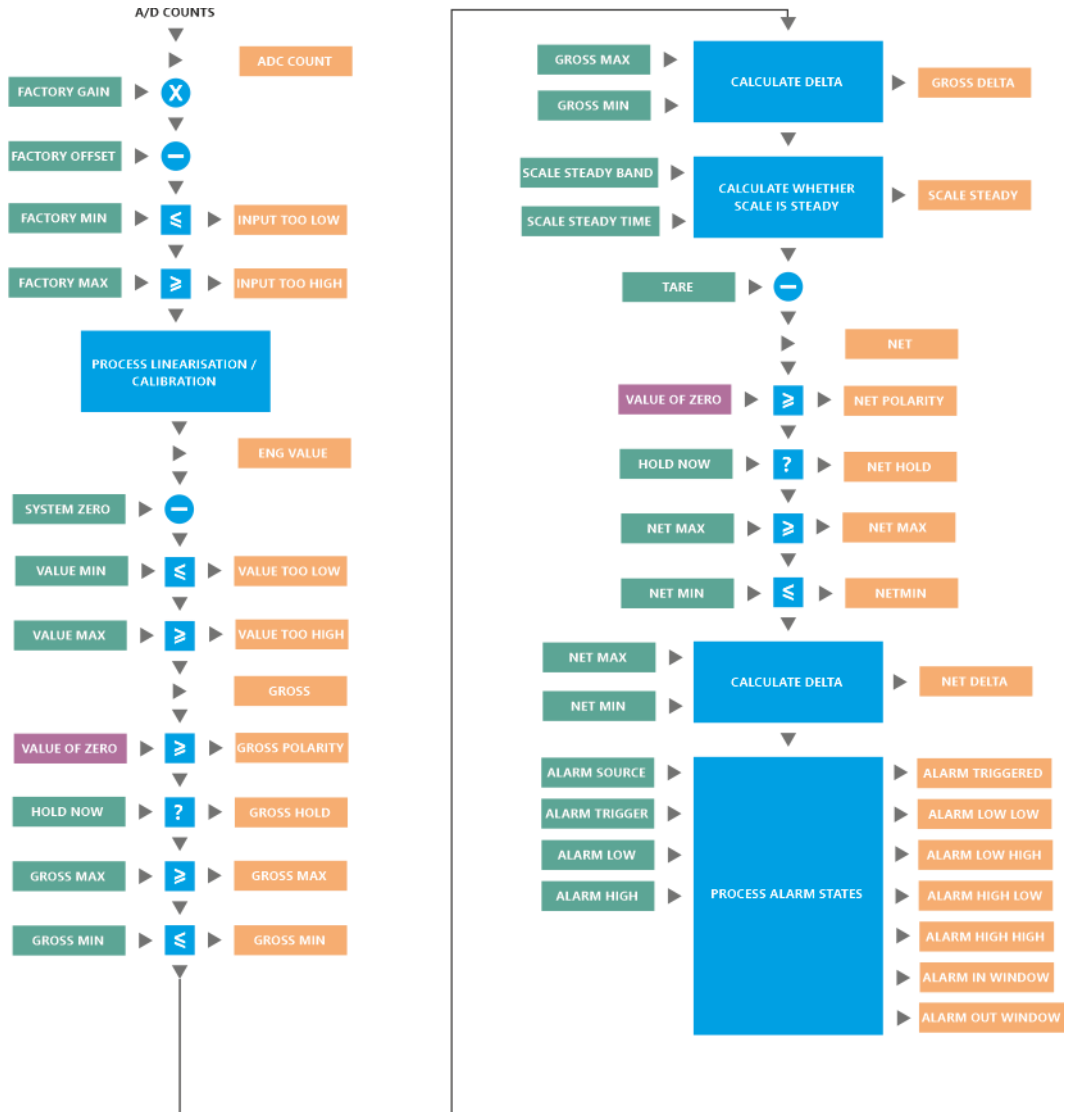 A/D COUNTS
ADC COUNT
FACTORY GAIN
X
FACTORY OFFSET
−
FACTORY MIN
⩽
INPUT TOO LOW
FACTORY MAX
⩾
INPUT TOO HIGH
PROCESS LINEARISATION /
CALIBRATION
ENG VALUE
SYSTEM ZERO
−
VALUE MIN
⩽
VALUE TOO LOW
VALUE MAX
⩾
VALUE TOO HIGH
GROSS
VALUE OF ZERO
⩾
GROSS POLARITY
HOLD NOW
?
GROSS HOLD
GROSS MAX
⩾
GROSS MAX
GROSS MIN
⩽
GROSS MIN
GROSS MAX
GROSS MIN
CALCULATE DELTA
GROSS DELTA
SCALE STEADY BAND
SCALE STEADY TIME
CALCULATE WHETHER
SCALE IS STEADY
SCALE STEADY
TARE
−
NET
VALUE OF ZERO
⩾
NET POLARITY
HOLD NOW
?
NET HOLD
NET MAX
⩾
NET MAX
NET MIN
⩽
NETMIN
NET MAX
NET MIN
CALCULATE DELTA
NET DELTA
ALARM SOURCE
ALARM TRIGGER
ALARM LOW
ALARM HIGH
PROCESS ALARM STATES
ALARM TRIGGERED
ALARM LOW LOW
ALARM LOW HIGH
ALARM HIGH LOW
ALARM HIGH HIGH
ALARM IN WINDOW
ALARM OUT WINDOW